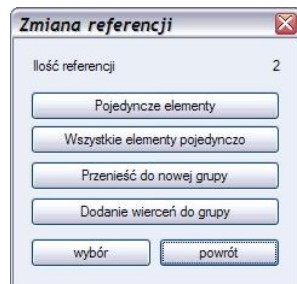 Zmiana referencji
Ilość referencji 2
Pojedyncze elementy
Wszystkie elementy pojedynczo
Przenieść do nowej grupy
Dodanie wierceń do grupy
wybór powrót